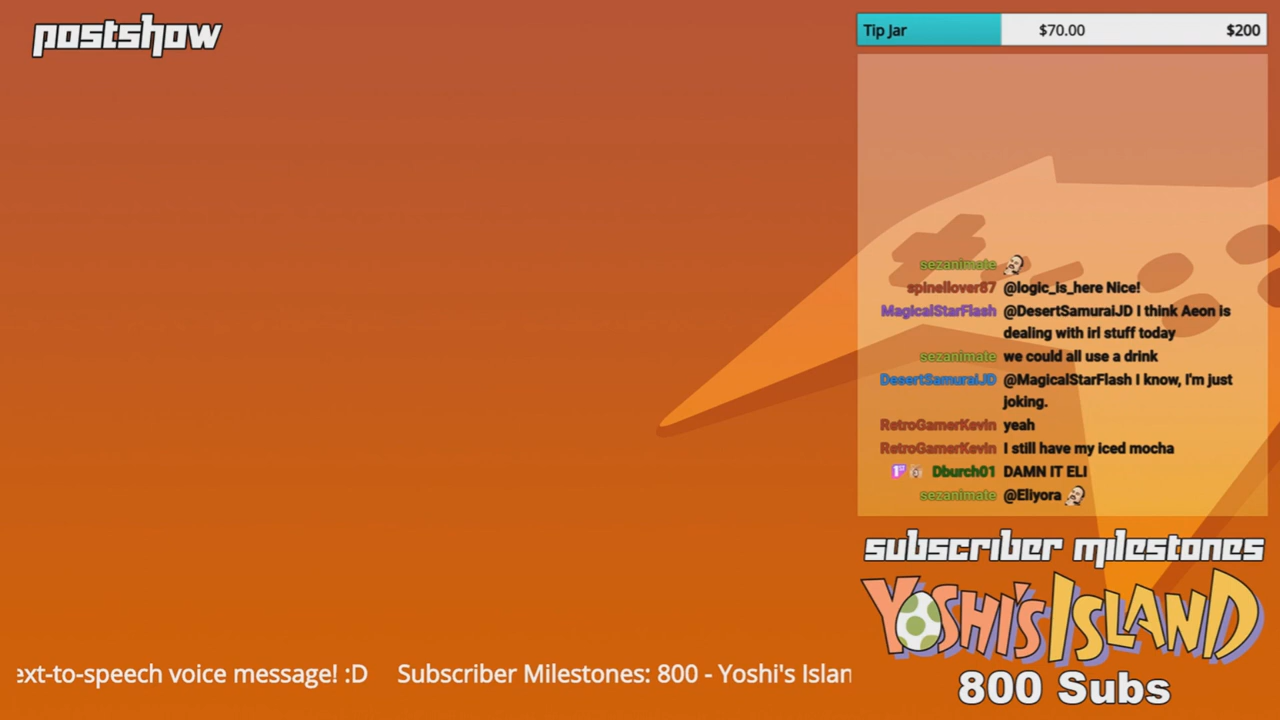 postshow
Tip Jar $70.00 $200
sezanimate
spinellover87 @logic_is_here Nice!
MagicalStarFlash @DesertSamuraiJD I think Aeon is
dealing with irl stuff today
sezanimate we could all use a drink
DesertSamuraiJD @MagicalStarFlash I know, I'm just
joking.
RetroGamerKevin yeah
RetroGamerKevin I still have my iced mocha
Dburch01 DAMN IT ELI
sezanimate @Eliyora
subscriber milestones
YOSHI'S ISLAND
800 Subs
ext-to-speech voice message! :D Subscriber Milestones: 800 - Yoshi's Islan